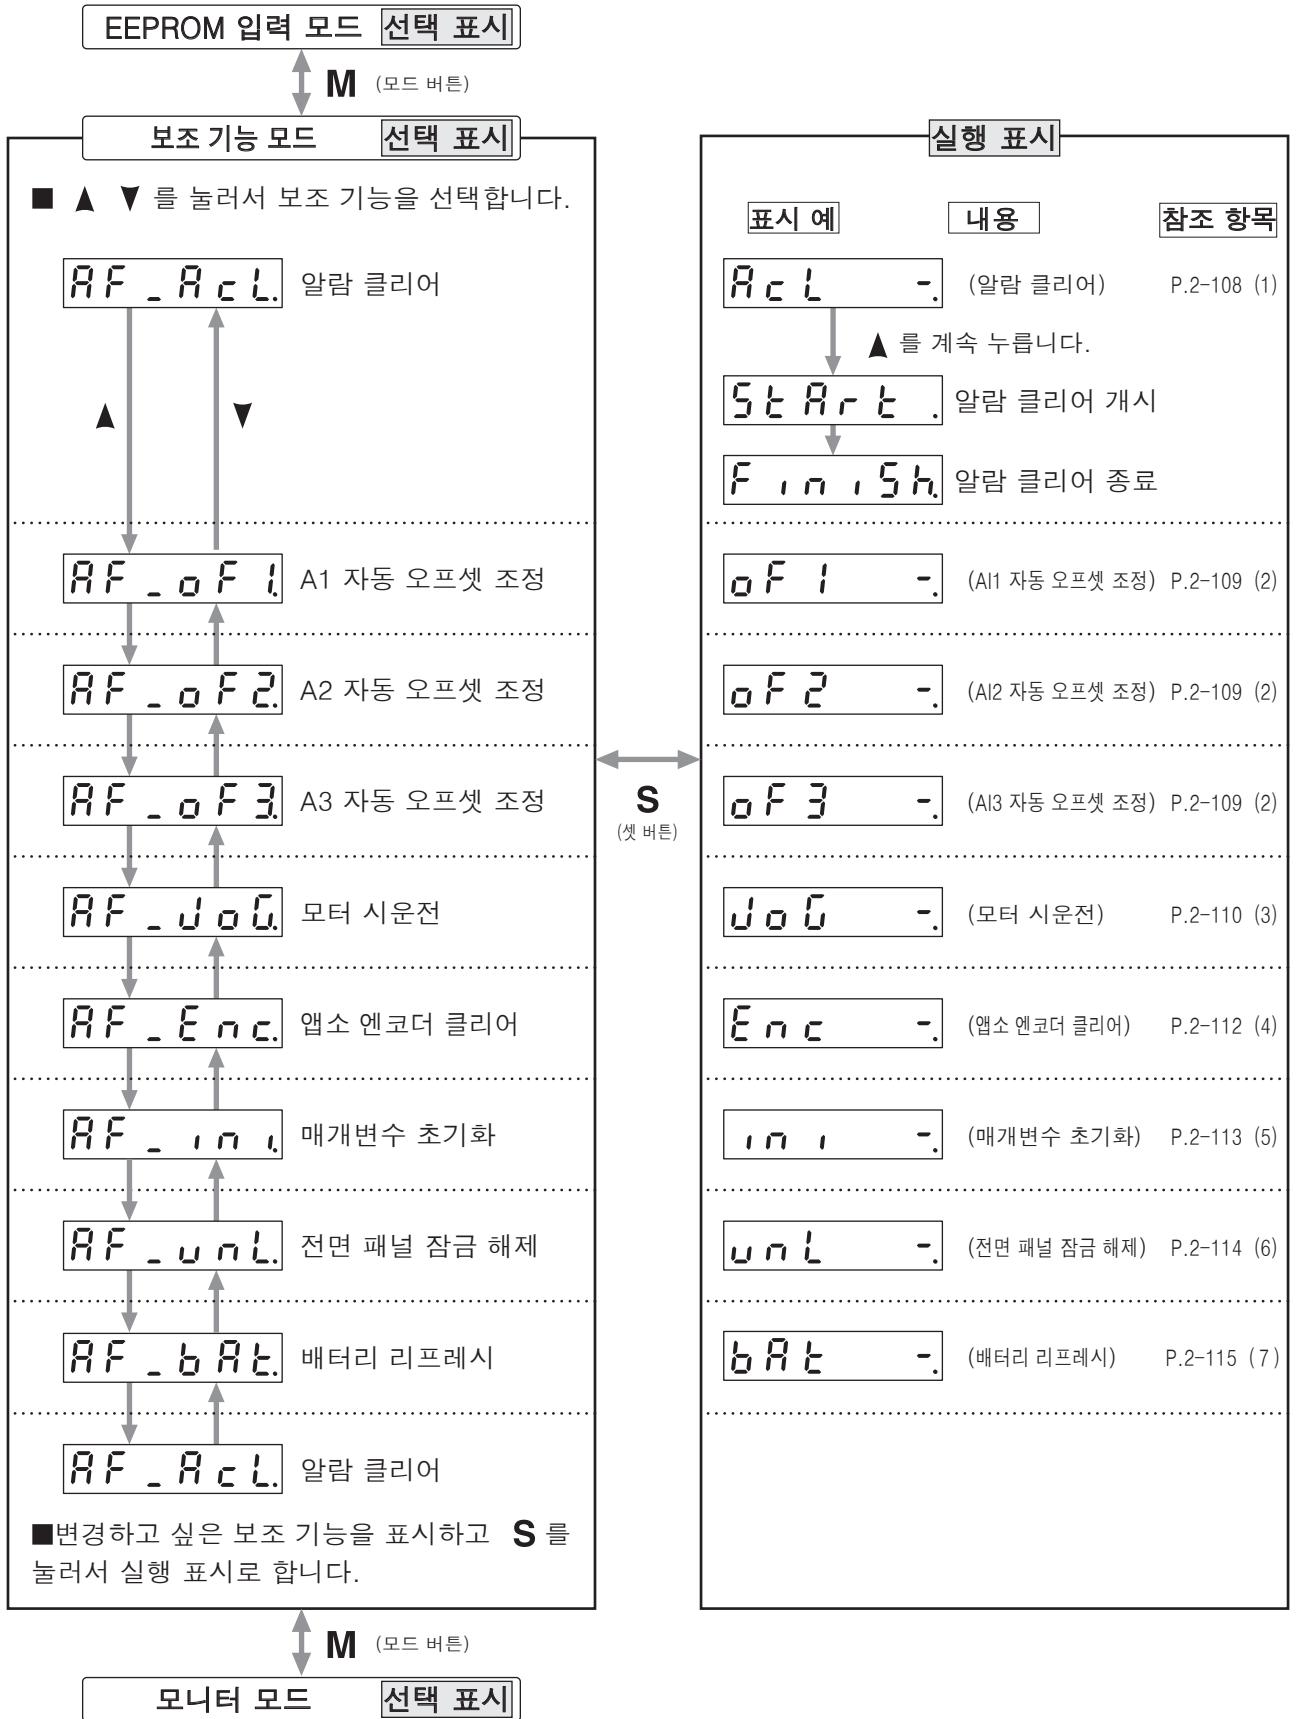 EEPROM 입력 모드 선택 표시
M (모드 버튼)
보조 기능 모드 선택 표시
■ ▲ ▼ 를 눌러서 보조 기능을 선택합니다.
AF_AcL. 알람 클리어
▲ ▼
AF_oF1. A1 자동 오프셋 조정
AF_oF2. A2 자동 오프셋 조정
AF_oF3. A3 자동 오프셋 조정
AF_JoG. 모터 시운전
AF_Enc. 앱소 엔코더 클리어
AF_ini. 매개변수 초기화
AF_unL. 전면 패널 잠금 해제
AF_bAt. 배터리 리프레시
AF_AcL. 알람 클리어
■변경하고 싶은 보조 기능을 표시하고 S 를
눌러서 실행 표시로 합니다.
M (모드 버튼)
모니터 모드 선택 표시
S
(셋 버튼)
실행 표시
표시 예 내용 참조 항목
AcL -. (알람 클리어) P.2-108 (1)
▲ 를 계속 누릅니다.
StArt . 알람 클리어 개시
FiniSh. 알람 클리어 종료
oF1 -. (AI1 자동 오프셋 조정) P.2-109 (2)
oF2 -. (AI2 자동 오프셋 조정) P.2-109 (2)
oF3 -. (AI3 자동 오프셋 조정) P.2-109 (2)
JoG -. (모터 시운전) P.2-110 (3)
Enc -. (앱소 엔코더 클리어) P.2-112 (4)
ini -. (매개변수 초기화) P.2-113 (5)
unL -. (전면 패널 잠금 해제) P.2-114 (6)
bAt -. (배터리 리프레시) P.2-115 (7)